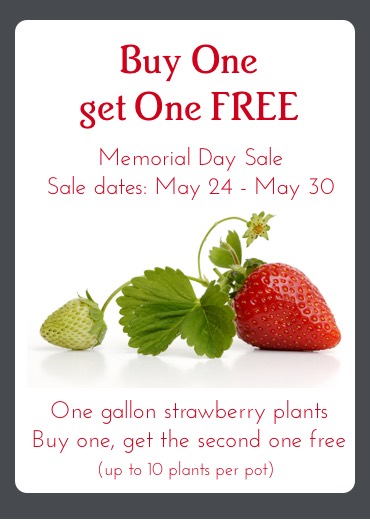 Buy One
get One FREE
Memorial Day Sale
Sale dates: May 24 - May 30
One gallon strawberry plants
Buy one, get the second one free
(up to 10 plants per pot)